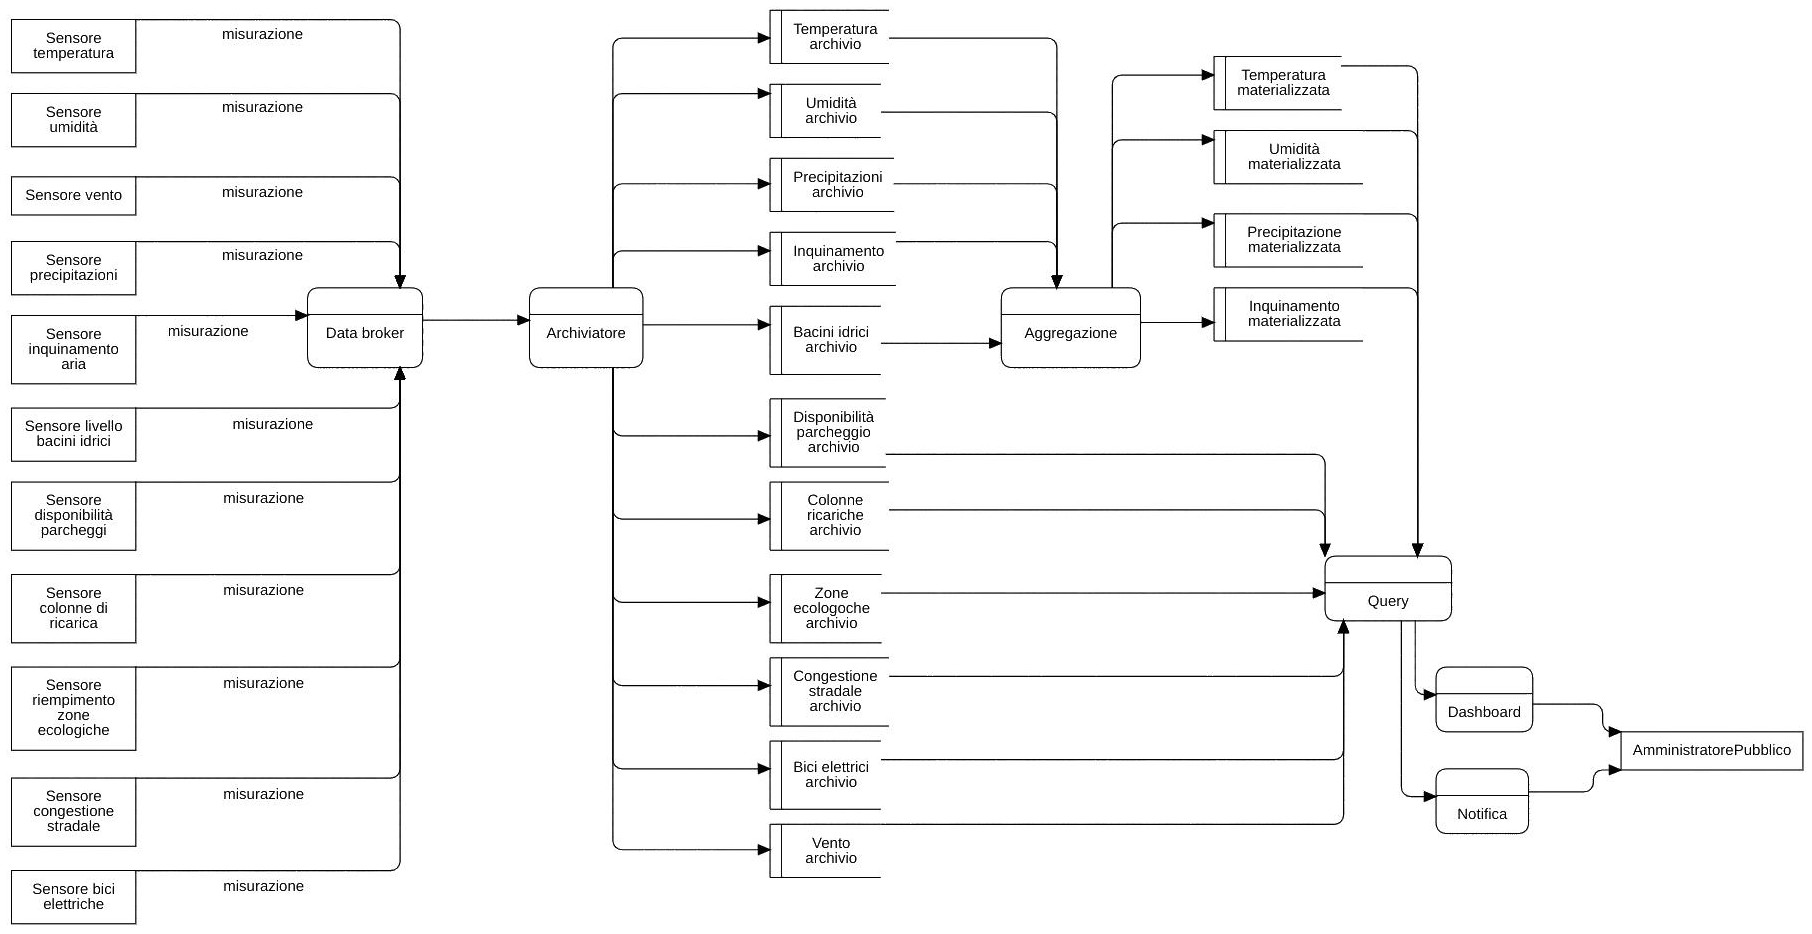 Sensore
temperatura
misurazione
Sensore
umidità
misurazione
Sensore vento
misurazione
Sensore
precipitazioni
misurazione
Sensore
inquinamento
aria
misurazione
Sensore livello
bacini idrici
misurazione
Sensore
disponibilità
parcheggi
misurazione
Sensore
colonne di
ricarica
misurazione
Sensore
riempimento
zone
ecologiche
misurazione
Sensore
congestione
stradale
misurazione
Sensore bici
elettriche
misurazione
Data broker
Archiviatore
Temperatura
archivio
Umidità
archivio
Precipitazioni
archivio
Inquinamento
archivio
Bacini idrici
archivio
Disponibilità
parcheggio
archivio
Colonne
ricariche
archivio
Zone
ecologoche
archivio
Congestione
stradale
archivio
Bici elettrici
archivio
Vento
archivio
Aggregazione
Temperatura
materializzata
Umidità
materializzata
Precipitazione
materializzata
Inquinamento
materializzata
Query
Dashboard
Notifica
AmministratorePubblico